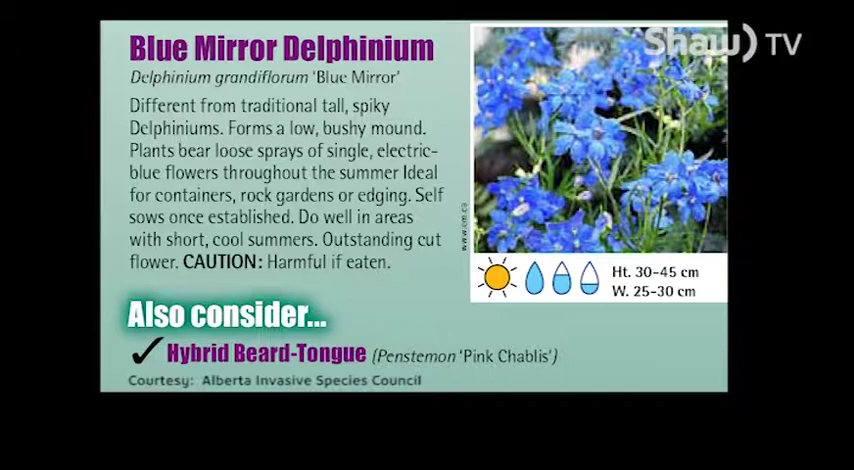 Shaw) TV
Blue Mirror Delphinium
Delphinium grandiflorum ‘Blue Mirror’
Different from traditional tall, spiky
Delphiniums. Forms a low, bushy mound.
Plants bear loose sprays of single, electric-
blue flowers throughout the summer Ideal
for containers, rock gardens or edging. Self
sows once established. Do well in areas
with short, cool summers. Outstanding cut
flower. CAUTION: Harmful if eaten.
Ht. 30-45 cm
W. 25-30 cm
Also consider...
Hybrid Beard-Tongue (Penstemon ‘Pink Chablis’)
Courtesy: Alberta Invasive Species Council